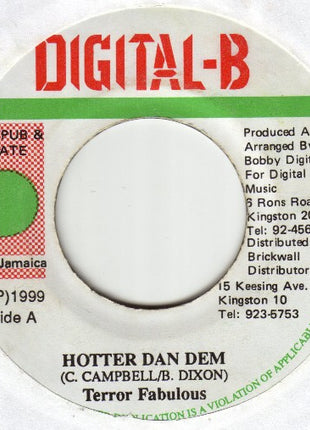 DIGITAL-B
PUB &
ATE
Jamaica
P)1999
ide A
Produced A
Arranged By
Bobby Digit
For Digital
Music
6 Rons Road
Kingston 20
Tel: 92-456
Distributed
Brickwall
Distributor
15 Keesing Ave.
Kingston 10
Tel: 923-5753
HOTTER DAN DEM
(C. CAMPBELL/B. DIXON)
Terror Fabulous
IS A VIOLATION OF APPLICABL